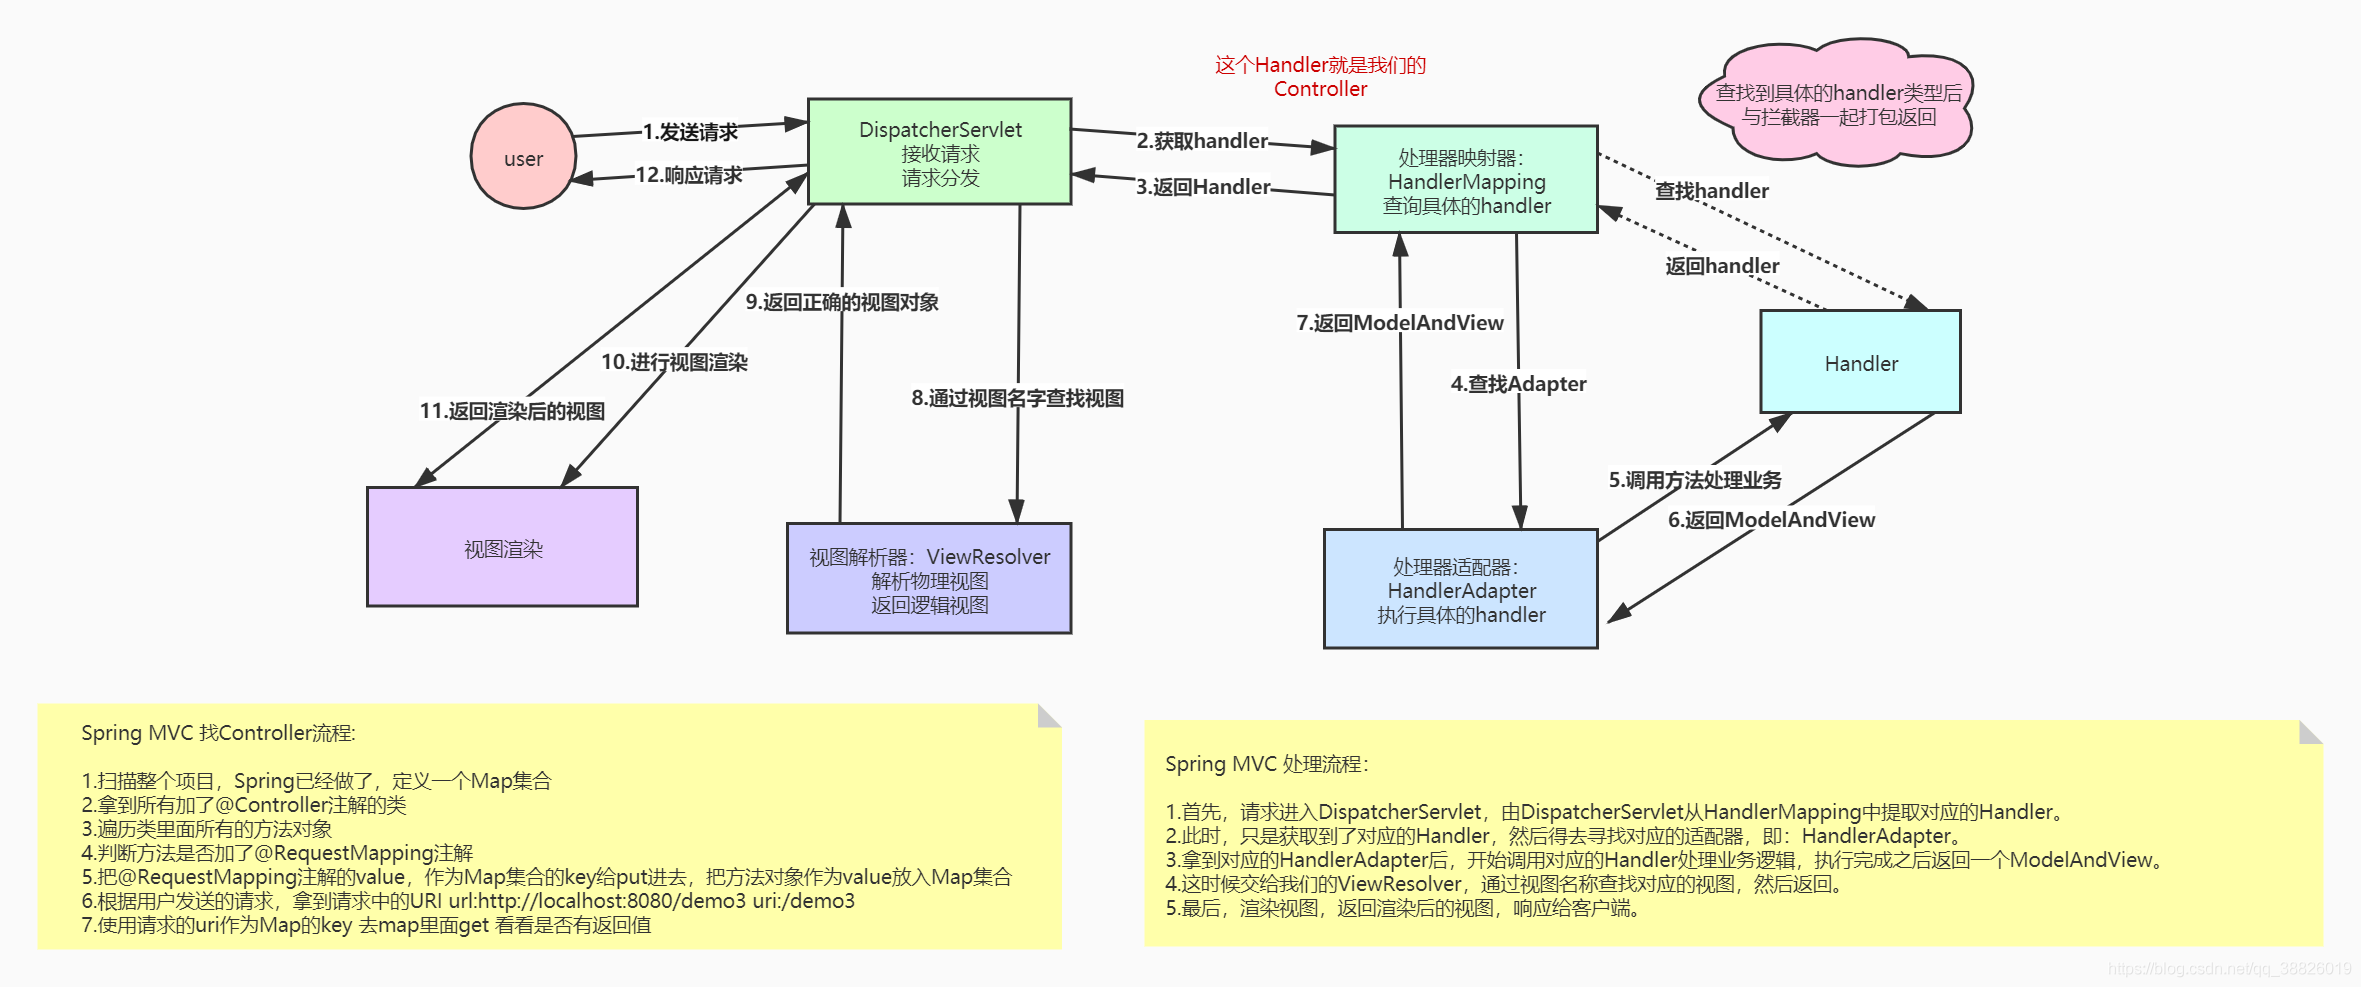 这个Handler就是我们的
Controller
查找到具体的handler类型后
与拦截器一起打包返回
user
1.发送请求
12.响应请求
DispatcherServlet
接收请求
请求分发
2.获取handler
3.返回Handler
处理器映射器：
HandlerMapping
查询具体的handler
查找handler
返回handler
Handler
9.返回正确的视图对象
10.进行视图渲染
11.返回渲染后的视图
8.通过视图名字查找视图
7.返回ModelAndView
4.查找Adapter
5.调用方法处理业务
6.返回ModelAndView
视图渲染
视图解析器：ViewResolver
解析物理视图
返回逻辑视图
处理器适配器：
HandlerAdapter
执行具体的handler
Spring MVC 找Controller流程:
1.扫描整个项目，Spring已经做了，定义一个Map集合
2.拿到所有加了@Controller注解的类
3.遍历类里面所有的方法对象
4.判断方法是否加了@RequestMapping注解
5.把@RequestMapping注解的value，作为Map集合的key给put进去，把方法对象作为value放入Map集合
6.根据用户发送的请求，拿到请求中的URI url:http://localhost:8080/demo3 uri:/demo3
7.使用请求的uri作为Map的key 去map里面get 看看是否有返回值
Spring MVC 处理流程：
1.首先，请求进入DispatcherServlet，由DispatcherServlet从HandlerMapping中提取对应的Handler。
2.此时，只是获取到了对应的Handler，然后得去寻找对应的适配器，即：HandlerAdapter。
3.拿到对应的HandlerAdapter后，开始调用对应的Handler处理业务逻辑，执行完成之后返回一个ModelAndView。
4.这时候交给我们的ViewResolver，通过视图名称查找对应的视图，然后返回。
5.最后，渲染视图，返回渲染后的视图，响应给客户端。
https://blog.csdn.net/qq_38826019